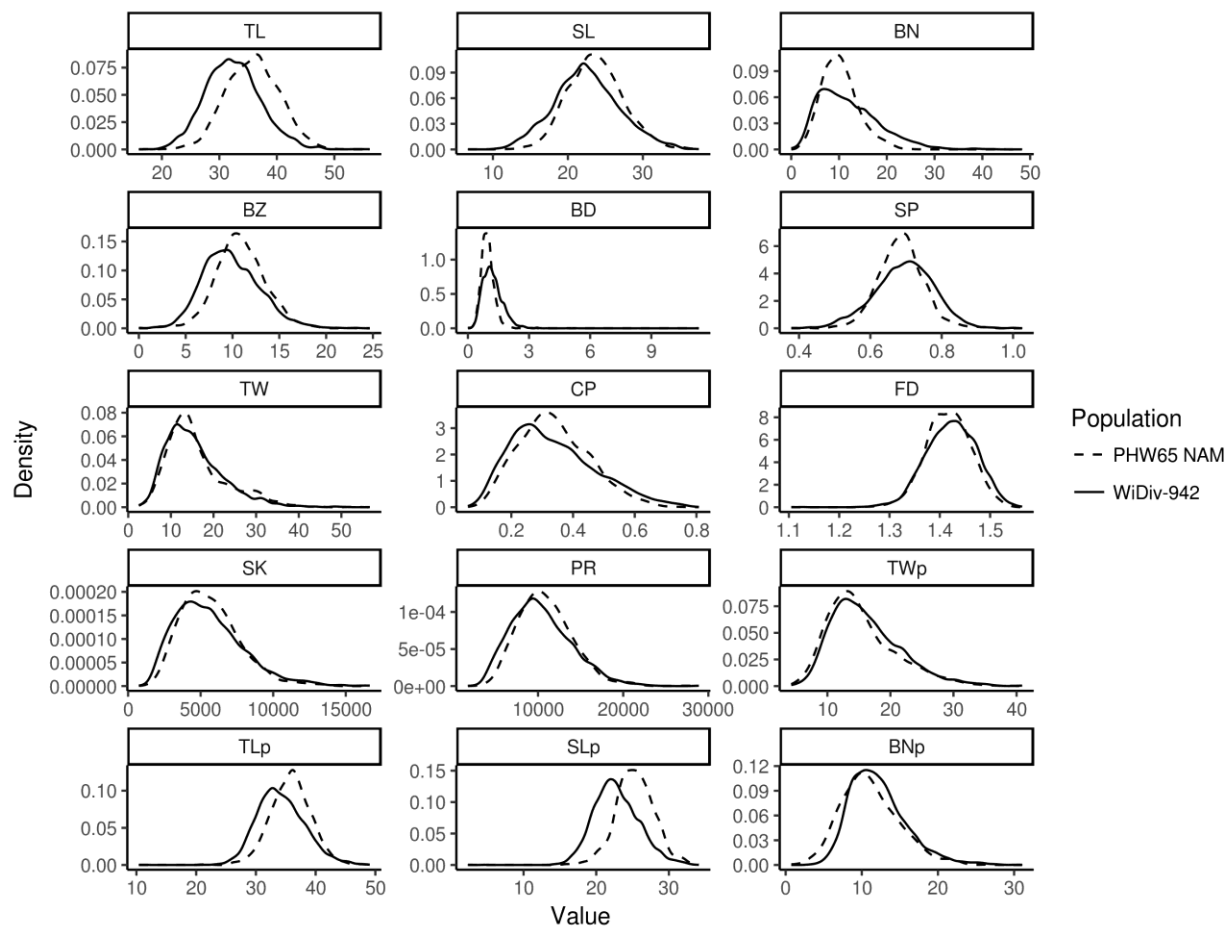 TL SL BN
0.075 0.050 0.025 0.000
20 30 40 50
0.09 0.06 0.03 0.00
10 20 30
0.09 0.06 0.03 0.00
0 10 20 30 40 50
BZ SP BD
0.15 0.10 0.05 0.00
0 5 10 15 20 25
1.0 0.5 0.0
0 3 6 9
6 4 2 0
0.4 0.6 0.8 1.0
TW CP FD
0.08 0.06 0.04 0.02 0.00
0 10 20 30 40 50
3 2 1 0
0.2 0.4 0.6 0.8
8 6 4 2 0
1.1 1.2 1.3 1.4 1.5
SK PR TWp
0.00020 0.00015 0.00010 0.00005 0.00000
0 5000 10000 15000
1e-04 5e-05 0e+00
10000 20000 30000
0.075 0.050 0.025 0.000
10 20 30 40
TLp SLp BNp
0.10 0.05 0.00
10 20 30 40 50
0.15 0.10 0.05 0.00
0 10 20 30
0.12 0.09 0.06 0.03 0.00
0 10 20 30
Density
Value
Population
PHW65 NAM
WiDiv-942